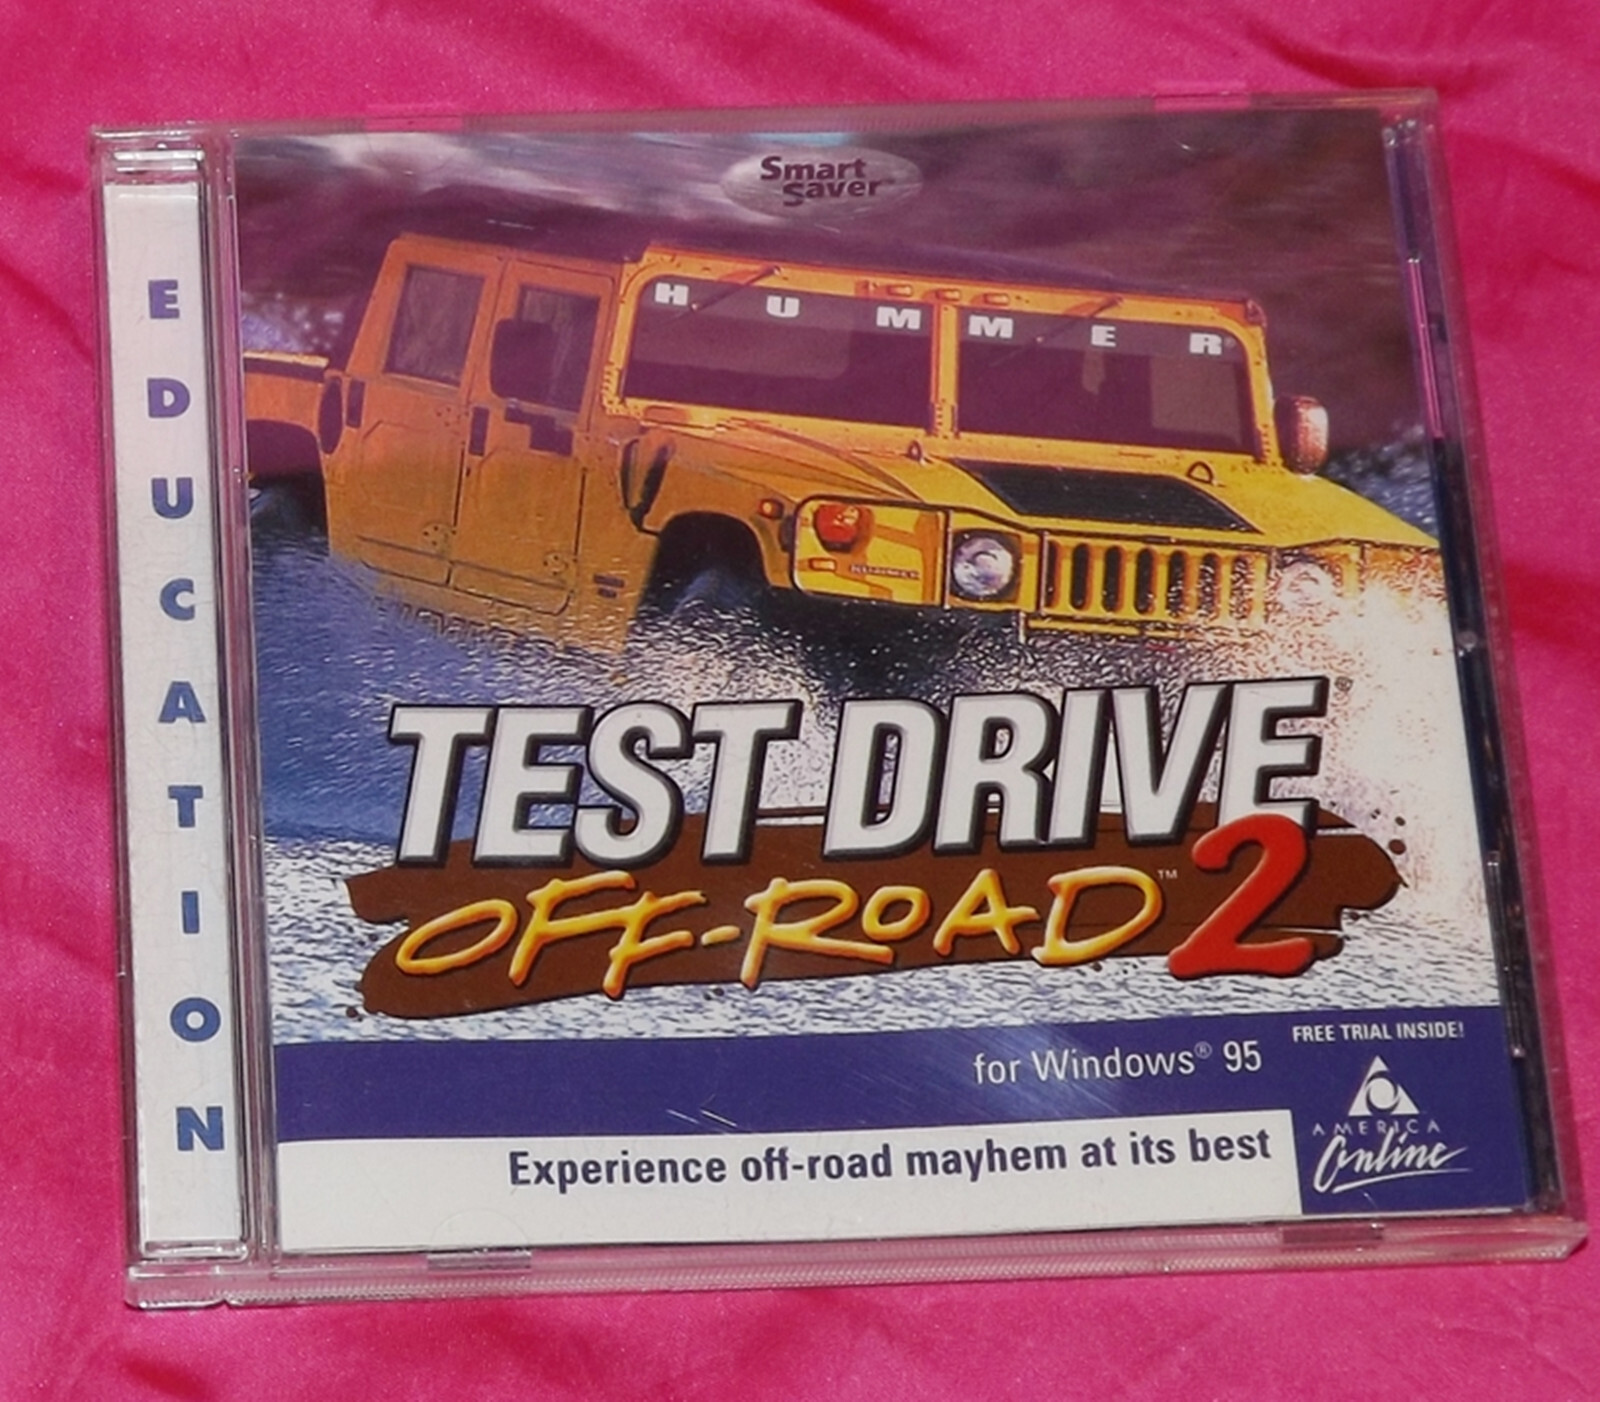 Smart
Saver
HUMMER®
EDUCATION
TEST DRIVE®
OFF-ROAD™ 2
for Windows® 95
FREE TRIAL INSIDE!
AMERICA
Online
Experience off-road mayhem at its best